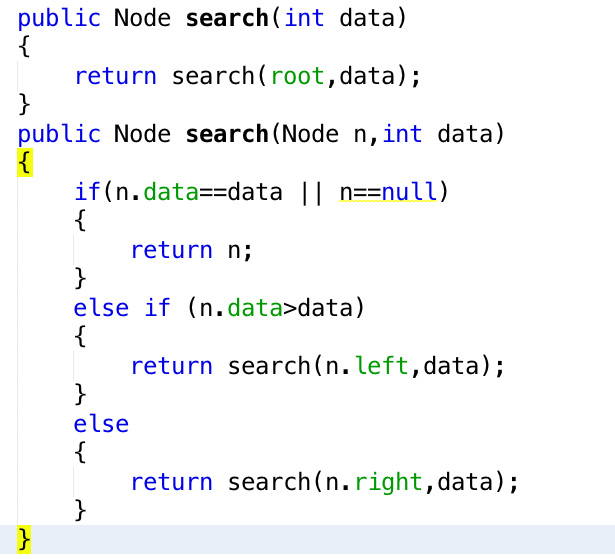 public Node search(int data)
{
    return search(root,data);
}
public Node search(Node n,int data)
{
    if(n.data==data || n==null)
    {
        return n;
    }
    else if (n.data>data)
    {
        return search(n.left,data);
    }
    else
    {
        return search(n.right,data);
    }
}